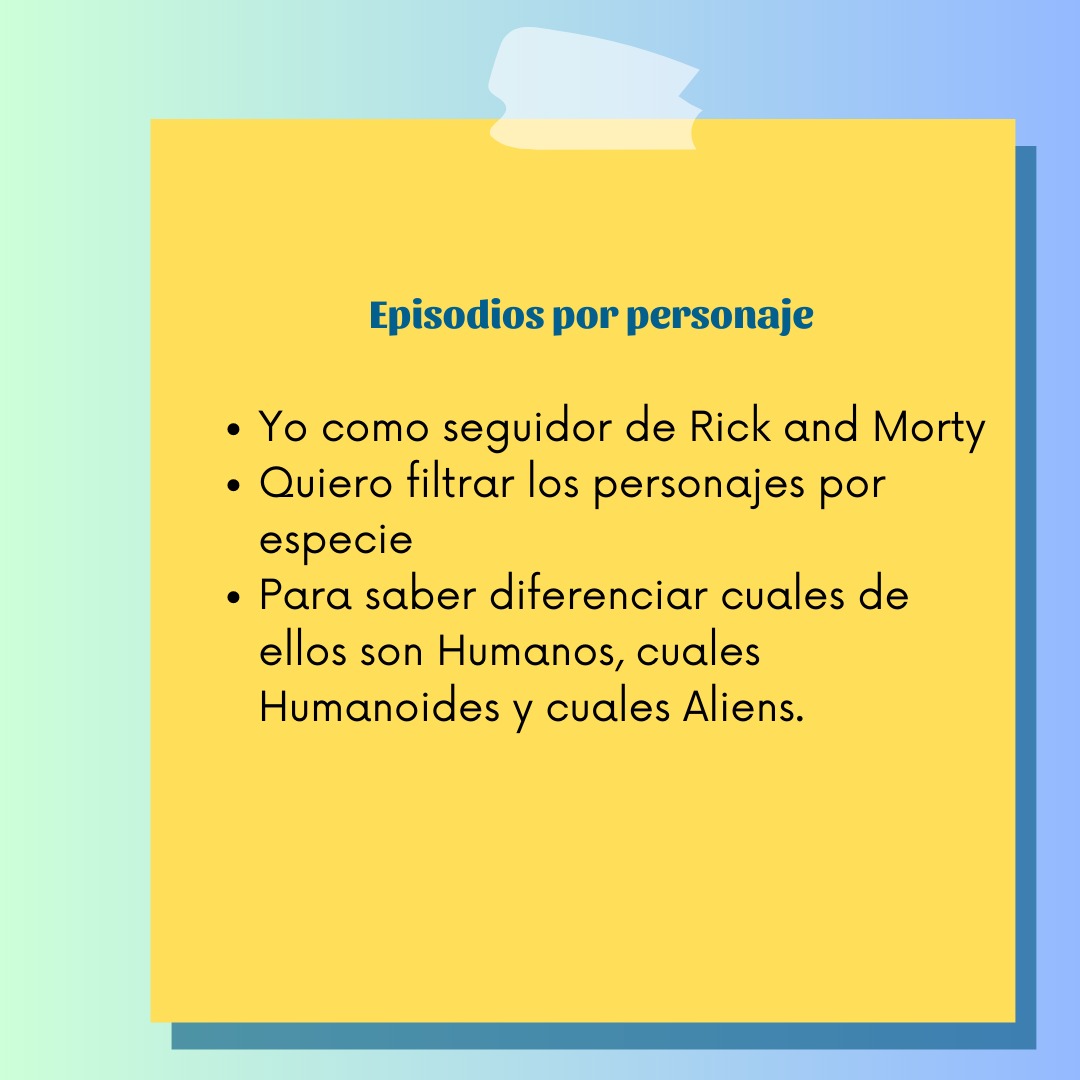 Episodios por personaje
• Yo como seguidor de Rick and Morty
• Quiero filtrar los personajes por
especie
• Para saber diferenciar cuales de
ellos son Humanos, cuales
Humanoides y cuales Aliens.